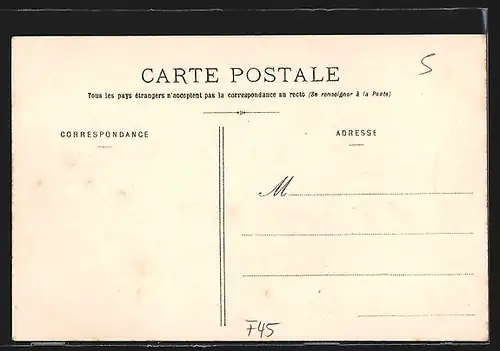 CARTE POSTALE
5
Tous les pays étrangers n'acceptent pas la correspondance au recto (Se renseigner à la Poste)
CORRESPONDANCE
ADRESSE
M
F45